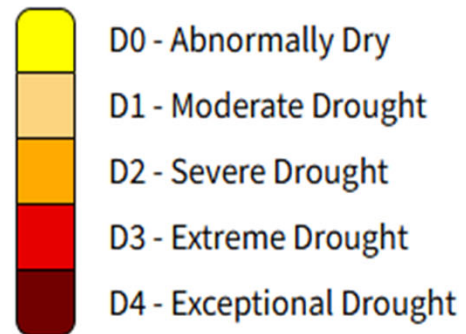 D0 - Abnormally Dry
D1 - Moderate Drought
D2 - Severe Drought
D3 - Extreme Drought
D4 - Exceptional Drought